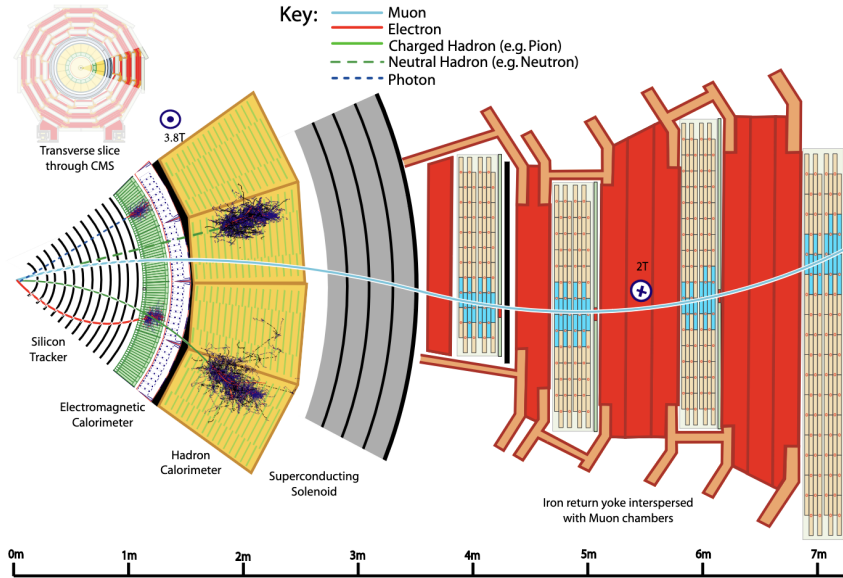 Key:
Muon
Electron
Charged Hadron (e.g. Pion)
Neutral Hadron (e.g. Neutron)
Photon
Transverse slice
through CMS
3.8T
2T
Silicon
Tracker
Electromagnetic
Calorimeter
Hadron
Calorimeter
Superconducting
Solenoid
Iron return yoke interspersed
with Muon chambers
0m 1m 2m 3m 4m 5m 6m 7m